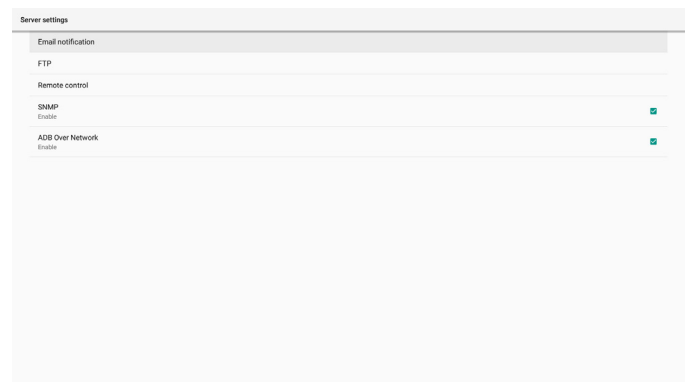 Server settings
Email notification
FTP
Remote control
SNMP
Enable
ADB Over Network
Enable